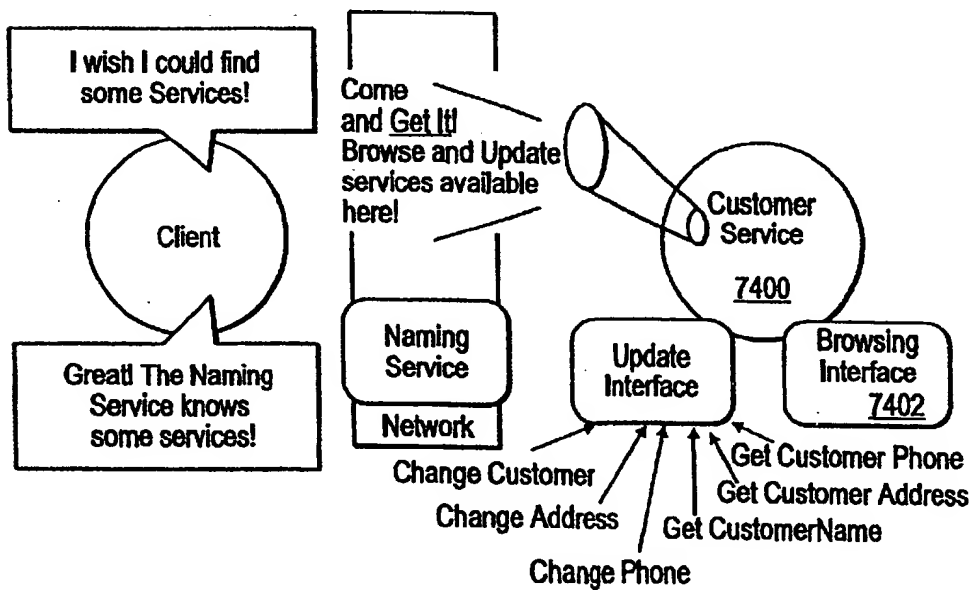 I wish I could find
some Services!
Client
Great! The Naming
Service knows
some services!
Come
and Get It!
Browse and Update
services available
here!
Naming
Service
Network
Customer
Service
7400
Update
Interface
Browsing
Interface
7402
Change Customer
Change Address
Change Phone
Get CustomerName
Get Customer Address
Get Customer Phone